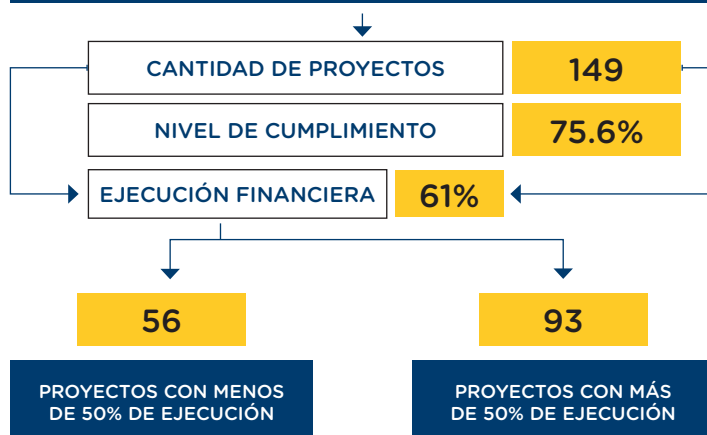 CANTIDAD DE PROYECTOS 149
NIVEL DE CUMPLIMIENTO 75.6%
EJECUCIÓN FINANCIERA 61%
56
93
PROYECTOS CON MENOS
DE 50% DE EJECUCIÓN
PROYECTOS CON MÁS
DE 50% DE EJECUCIÓN